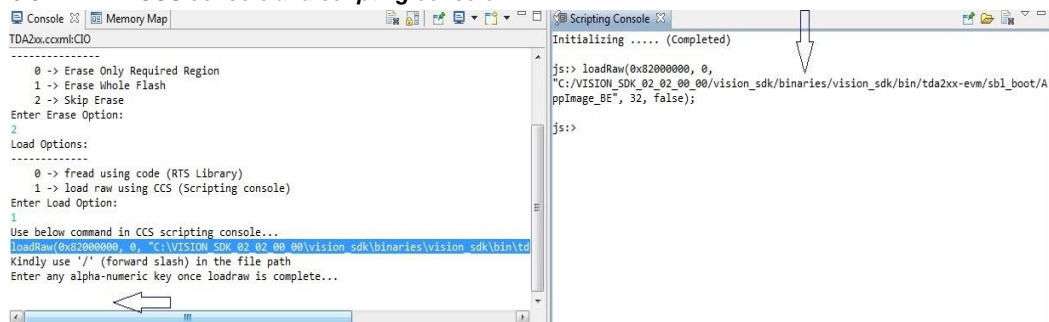 Console
Memory Map
TDA2xx.ccxml:CIO
---------------
0 -> Erase Only Required Region
1 -> Erase Whole Flash
2 -> Skip Erase
Enter Erase Option:
2
Load Options:
-------------
0 -> fread using code (RTS Library)
1 -> load raw using CCS (Scripting console)
Enter Load Option:
1
Use below command in CCS scripting console...
loadRaw(0x82000000, 0, "C:\VISION_SDK_02_02_00_00\vision_sdk\binaries\vision_sdk\bin\td
Kindly use '/' (forward slash) in the file path
Enter any alpha-numeric key once loadraw is complete...
Scripting Console
Initializing ..... (Completed)
js:> loadRaw(0x82000000, 0,
"C:/VISION_SDK_02_02_00_00/vision_sdk/binaries/vision_sdk/bin/tda2xx-evm/sbl_boot/A
ppImage_BE", 32, false);
js:>